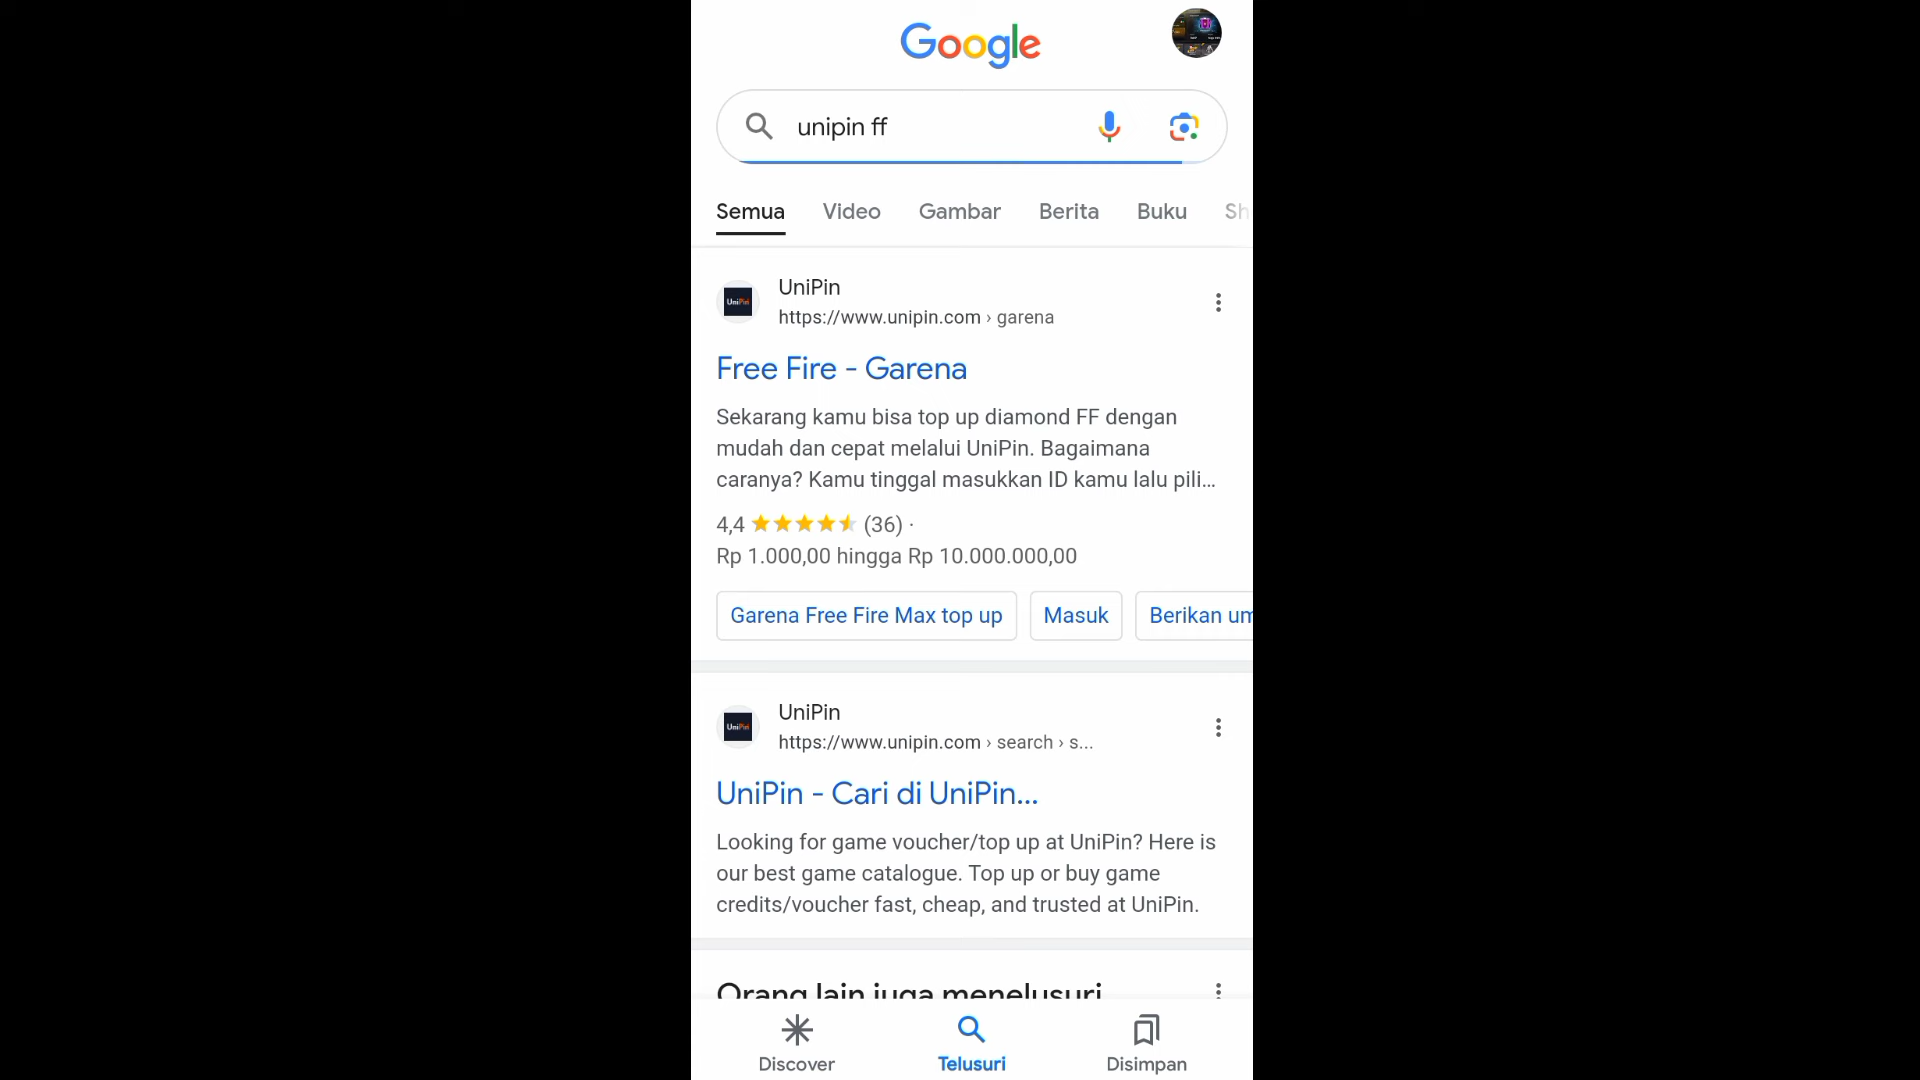 Google
unipin ff
Semua Video Gambar Berita Buku Sh
UniPin
UniPin
https://www.unipin.com › garena
Free Fire - Garena
Sekarang kamu bisa top up diamond FF dengan
mudah dan cepat melalui UniPin. Bagaimana
caranya? Kamu tinggal masukkan ID kamu lalu pili...
4,4 (36) ·
Rp 1.000,00 hingga Rp 10.000.000,00
Garena Free Fire Max top up Masuk Berikan um
UniPin
UniPin
https://www.unipin.com › search › s...
UniPin - Cari di UniPin...
Looking for game voucher/top up at UniPin? Here is
our best game catalogue. Top up or buy game
credits/voucher fast, cheap, and trusted at UniPin.
Orang lain juga menelusuri
Discover Telusuri Disimpan